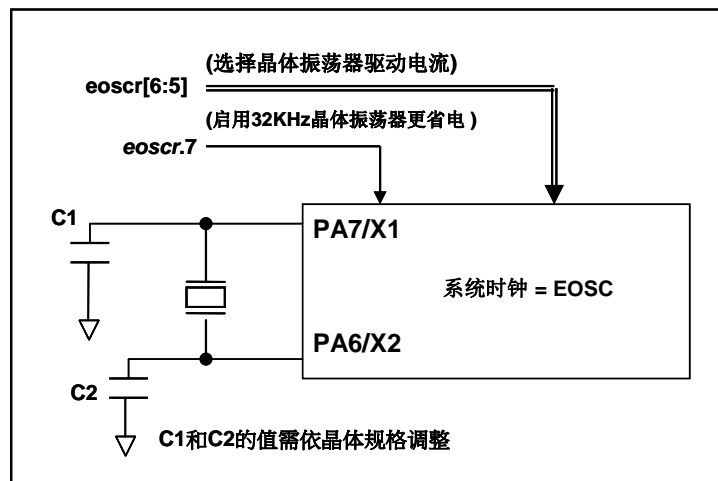 (选择晶体振荡器驱动电流)
eoscr[6:5]
(启用32KHz晶体振荡器更省电 )
eoscr.7
C1
PA7/X1
系统时钟 = EOSC
PA6/X2
C2
C1和C2的值需依晶体规格调整